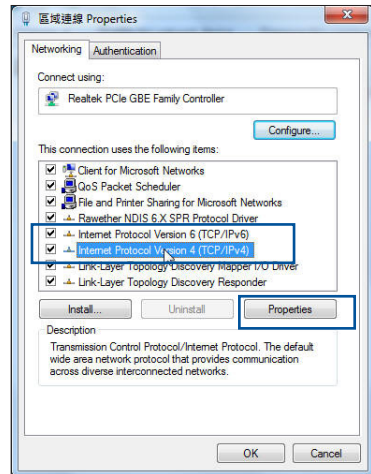 區域連線 Properties
Networking Authentication
Connect using:
Realtek PCIe GBE Family Controller
Configure...
This connection uses the following items:
Client for Microsoft Networks
QoS Packet Scheduler
File and Printer Sharing for Microsoft Networks
Rawether NDIS 6.X SPR Protocol Driver
Internet Protocol Version 6 (TCP/IPv6)
Internet Protocol Version 4 (TCP/IPv4)
Link-Layer Topology Discovery Mapper I/O Driver
Link-Layer Topology Discovery Responder
Install... Uninstall Properties
Description
Transmission Control Protocol/Internet Protocol. The default
wide area network protocol that provides communication
across diverse interconnected networks.
OK Cancel